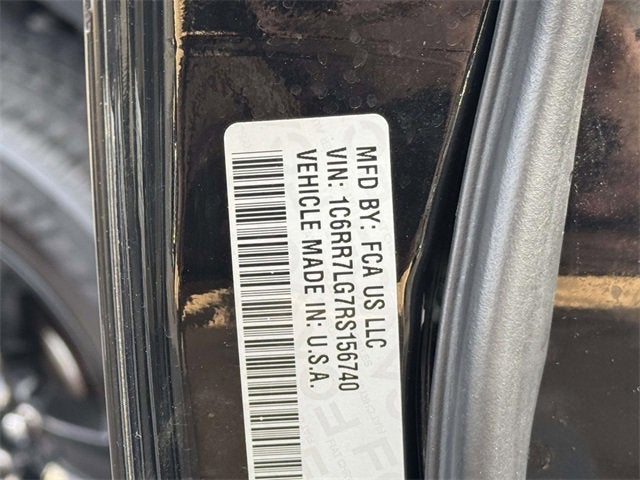 MFD BY: FCA US LLC
VIN: 1C6RR7LG7RS156740
VEHICLE MADE IN: U.S.A.